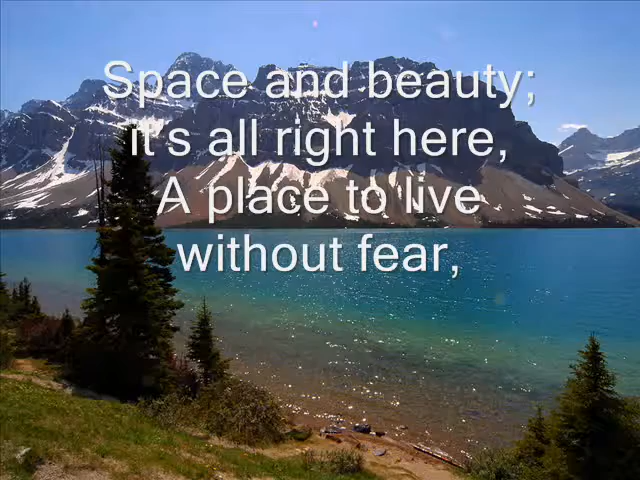 Space and beauty;
it's all right here,
A place to live
without fear,